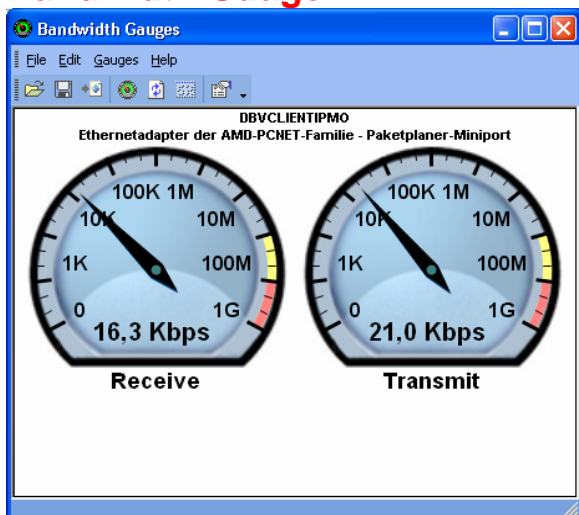 Bandwidth Gauges
File Edit Gauges Help
DBVCLIENTIPMO
Ethernetadapter der AMD-PCNET-Familie - Paketplaner-Miniport
0 1K 10K 100K 1M 10M 100M 1G
16,3 Kbps
Receive
0 1K 10K 100K 1M 10M 100M 1G
21,0 Kbps
Transmit